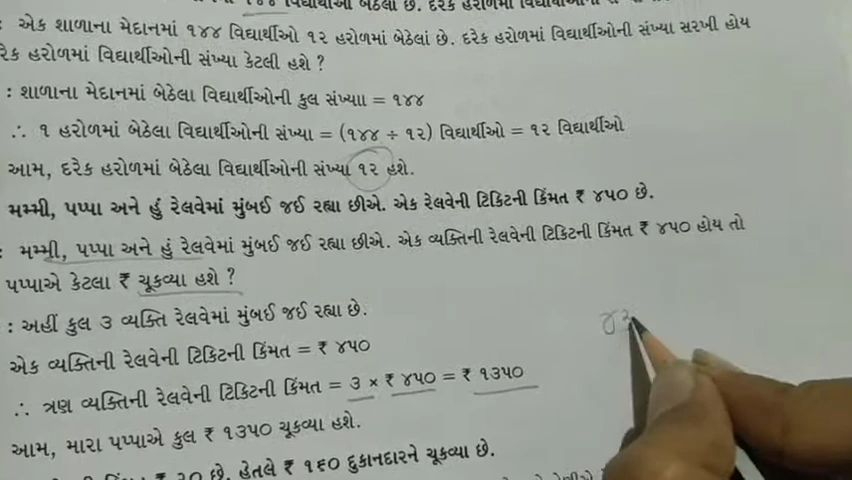 વિદ્યાર્થીઓ બેઠેલા છે. દરેક હરોળમાં
: એક શાળાના મેદાનમાં ૧૪૪ વિદ્યાર્થીઓ ૧૨ હરોળમાં બેઠેલાં છે. દરેક હરોળમાં વિદ્યાર્થીઓની સંખ્યા સરખી હોય
રેક હરોળમાં વિદ્યાર્થીઓની સંખ્યા કેટલી હશે ?
: શાળાના મેદાનમાં બેઠેલા વિદ્યાર્થીઓની કુલ સંખ્યાા = ૧૪૪
∴ ૧ હરોળમાં બેઠેલા વિદ્યાર્થીઓની સંખ્યા = (૧૪૪ ÷ ૧૨) વિદ્યાર્થીઓ = ૧૨ વિદ્યાર્થીઓ
આમ, દરેક હરોળમાં બેઠેલા વિદ્યાર્થીઓની સંખ્યા ૧૨ હશે.
મમ્મી, પપ્પા અને હું રેલવેમાં મુંબઈ જઈ રહ્યા છીએ. એક રેલવેની ટિકિટની કિંમત ₹ ૪૫૦ છે.
: મમ્મી, પપ્પા અને હું રેલવેમાં મુંબઈ જઈ રહ્યા છીએ. એક વ્યક્તિની રેલવેની ટિકિટની કિંમત ₹ ૪૫૦ હોય તો
પપ્પાએ કેટલા ₹ ચૂકવ્યા હશે ?
: અહીં કુલ ૩ વ્યક્તિ રેલવેમાં મુંબઈ જઈ રહ્યા છે.
એક વ્યક્તિની રેલવેની ટિકિટની કિંમત = ₹ ૪૫૦
∴ ત્રણ વ્યક્તિની રેલવેની ટિકિટની કિંમત = ૩ × ₹ ૪૫૦ = ₹ ૧૩૫૦
આમ, મારા પપ્પાએ કુલ ₹ ૧૩૫૦ ચૂકવ્યા હશે.
₹ ૨૦ છે. હેતલે ₹ ૧૬૦ દુકાનદારને ચૂકવ્યા છે.